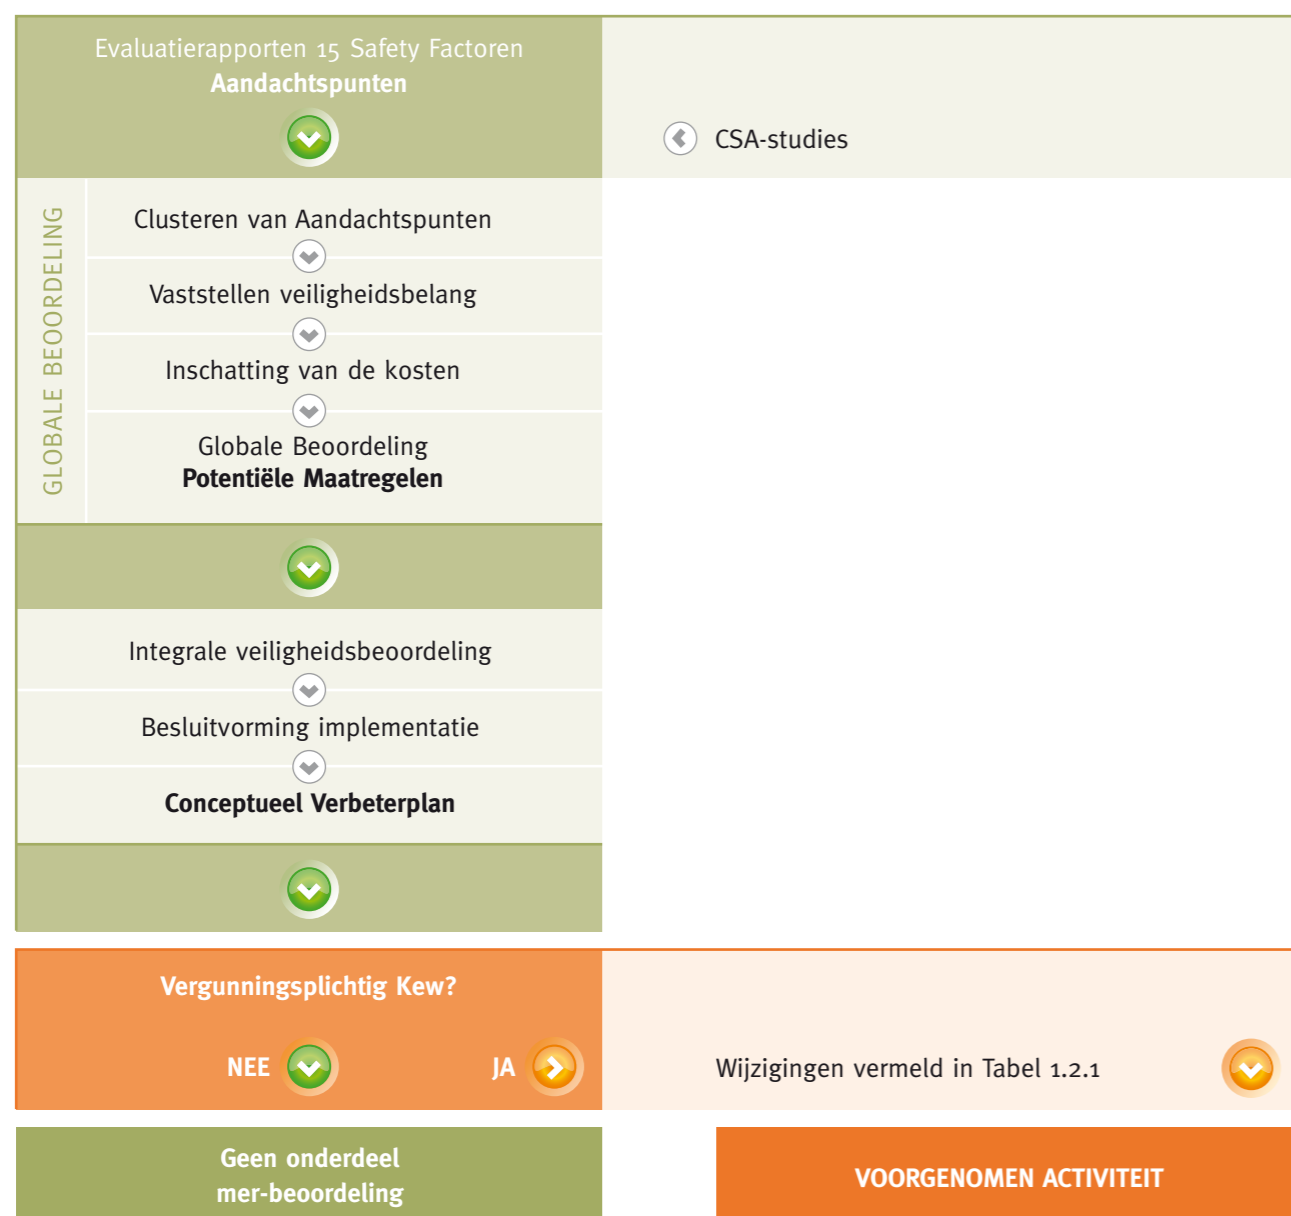 Evaluatierapporten 15 Safety Factoren
Aandachtspunten
CSA-studies
GLOBALE BEOORDELING
Clusteren van Aandachtspunten
Vaststellen veiligheidsbelang
Inschatting van de kosten
Globale Beoordeling
Potentiële Maatregelen
Integrale veiligheidsbeoordeling
Besluitvorming implementatie
Conceptueel Verbeterplan
Vergunningsplichtig Kew?
NEE
JA
Wijzigingen vermeld in Tabel 1.2.1
Geen onderdeel
mer-beoordeling
VOORGENOMEN ACTIVITEIT